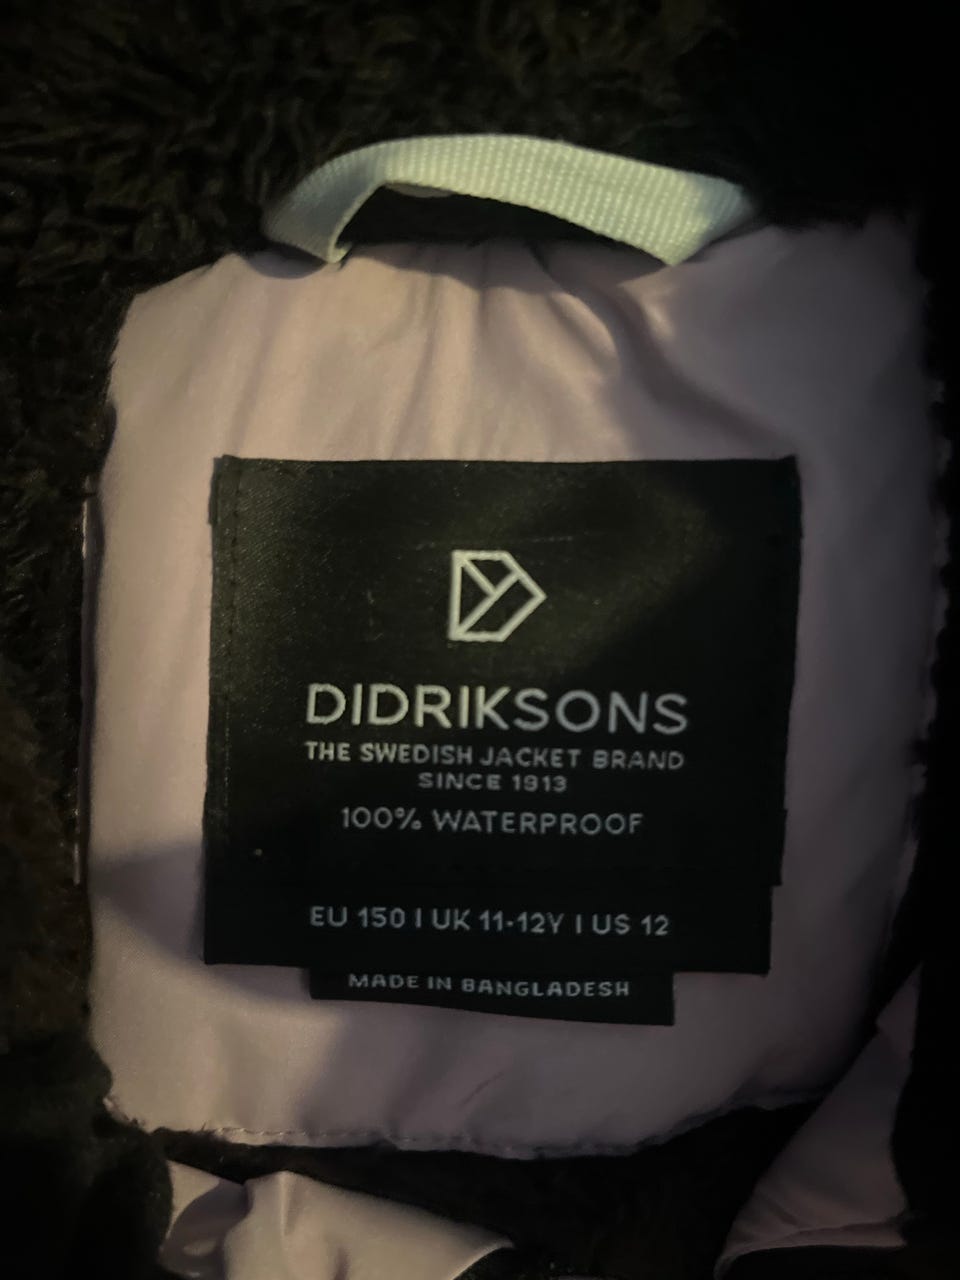 DIDRIKSONS
THE SWEDISH JACKET BRAND
SINCE 1913
100% WATERPROOF
EU 150 | UK 11-12Y | US 12
MADE IN BANGLADESH